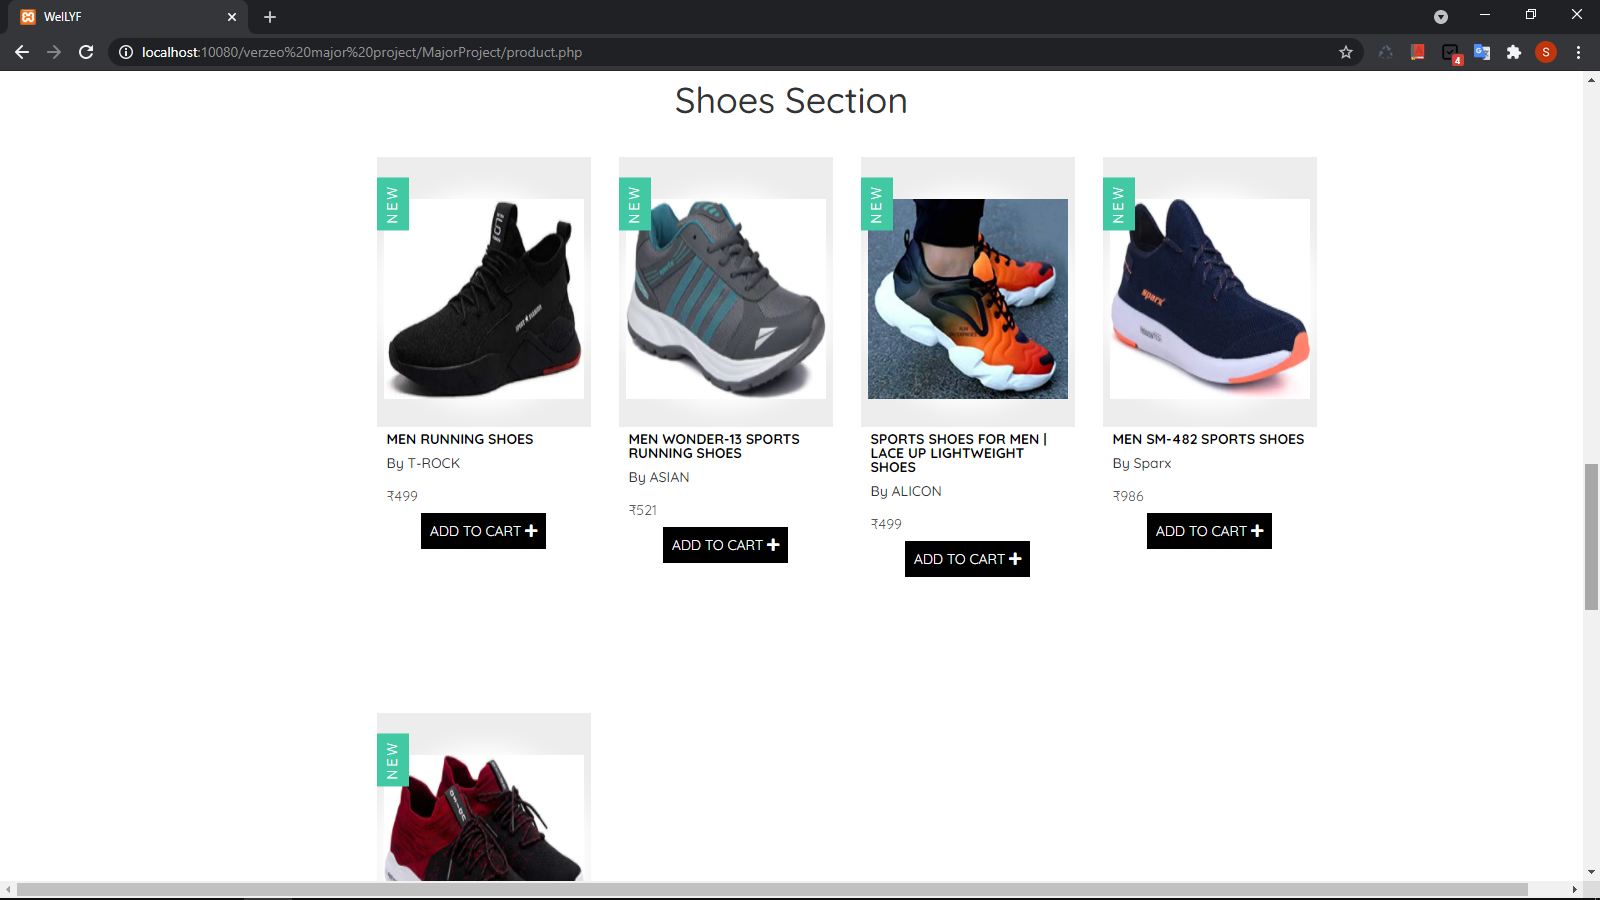 WelLYF
localhost:10080/verzeo%20major%20project/MajorProject/product.php
4
S
Shoes Section
NEW
NEW
NEW
NEW
sparx
MEN RUNNING SHOES
By T-ROCK
₹499
ADD TO CART
MEN WONDER-13 SPORTS
RUNNING SHOES
By ASIAN
₹521
ADD TO CART
SPORTS SHOES FOR MEN |
LACE UP LIGHTWEIGHT
SHOES
By ALICON
₹499
ADD TO CART
MEN SM-482 SPORTS SHOES
By Sparx
₹986
ADD TO CART
NEW